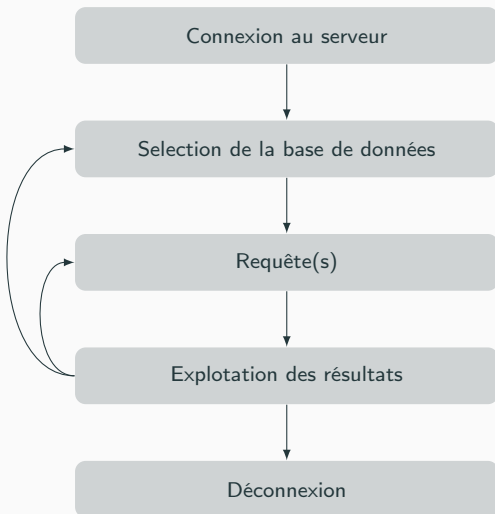 Connexion au serveur
Selection de la base de données
Requête(s)
Explotation des résultats
Déconnexion